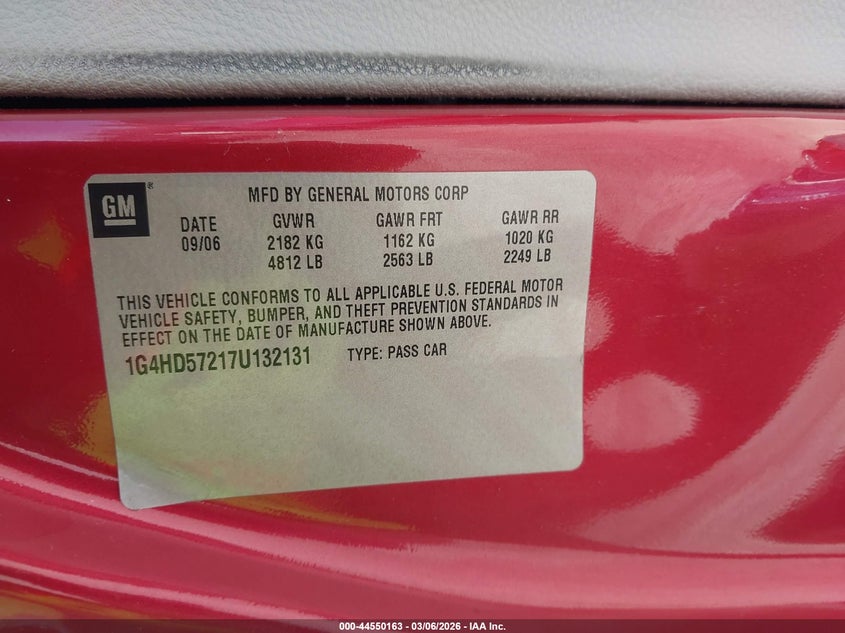 GM ®
MFD BY GENERAL MOTORS CORP
DATE GVWR GAWR FRT GAWR RR
09/06 2182 KG 1162 KG 1020 KG
4812 LB 2563 LB 2249 LB
THIS VEHICLE CONFORMS TO ALL APPLICABLE U.S. FEDERAL MOTOR
VEHICLE SAFETY, BUMPER, AND THEFT PREVENTION STANDARDS IN
EFFECT ON THE DATE OF MANUFACTURE SHOWN ABOVE.
1G4HD57217U132131 TYPE: PASS CAR
000-44550163 - 03/06/2026 - IAA Inc.